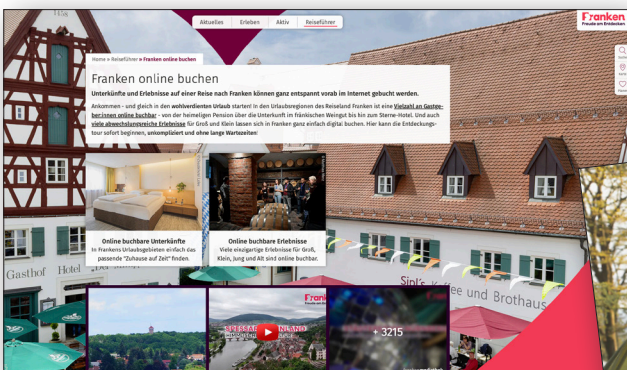 Aktuelles Erleben Aktiv Reiseführer
Franken
Freude am Entdecken
Home » Reiseführer » Franken online buchen
Franken online buchen
Unterkünfte und Erlebnisse auf einer Reise nach Franken können ganz entspannt vorab im Internet gebucht werden.
Ankommen - und gleich in den wohlverdienten Urlaub starten! In den Urlaubsregionen des Reiseland Franken ist eine Vielzahl an Gastge-
ber:innen online buchbar - von der heimeligen Pension über die Unterkunft im fränkischen Weingut bis hin zum Sterne-Hotel. Und auch
viele abwechslungsreiche Erlebnisse für Groß und Klein lassen sich in Franken ganz einfach digital buchen. Hier kann die Entdeckungs-
tour sofort beginnen, unkompliziert und ohne lange Wartezeiten!
Online buchbare Unterkünfte
In Frankens Urlaubsgebieten einfach das
passende "Zuhause auf Zeit" finden.
Online buchbare Erlebnisse
Viele einzigartige Erlebnisse für Groß,
Klein, Jung und Alt sind online buchbar.
Gasthof Hotel
Sipl's Kaffee und Brothaus
+ 3215